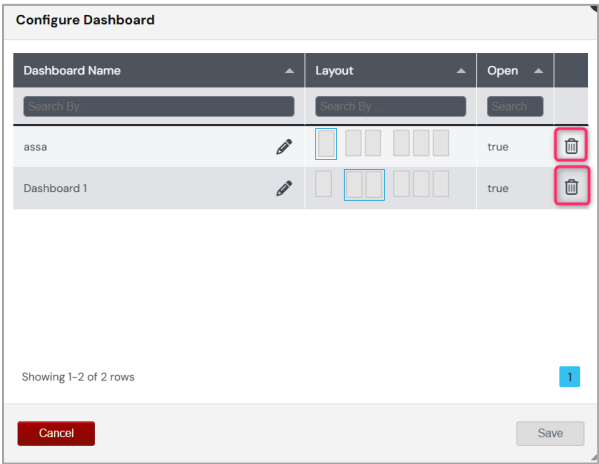 Configure Dashboard
Dashboard Name Layout Open
Search By ... Search By ... Search
assa true
Dashboard 1 true
Showing 1-2 of 2 rows 1
Cancel Save